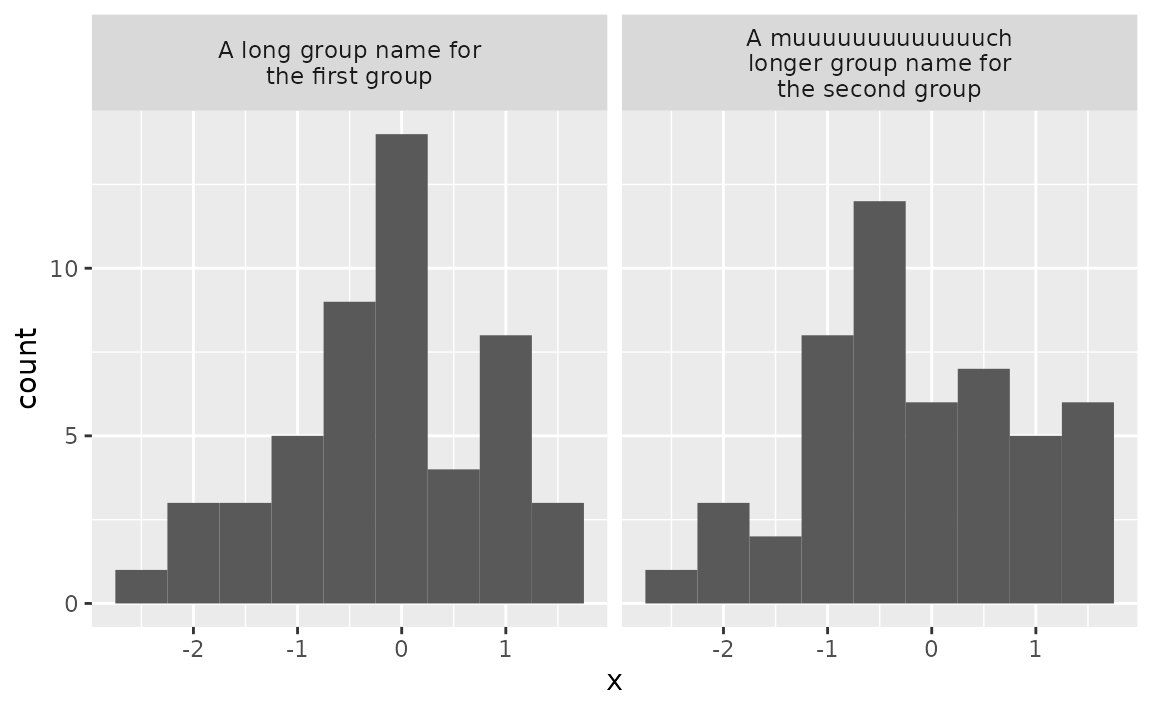 A long group name for
the first group
A muuuuuuuuuuuuuch
longer group name for
the second group
10
5
0
count
-2
-1
0
1
-2
-1
0
1
x